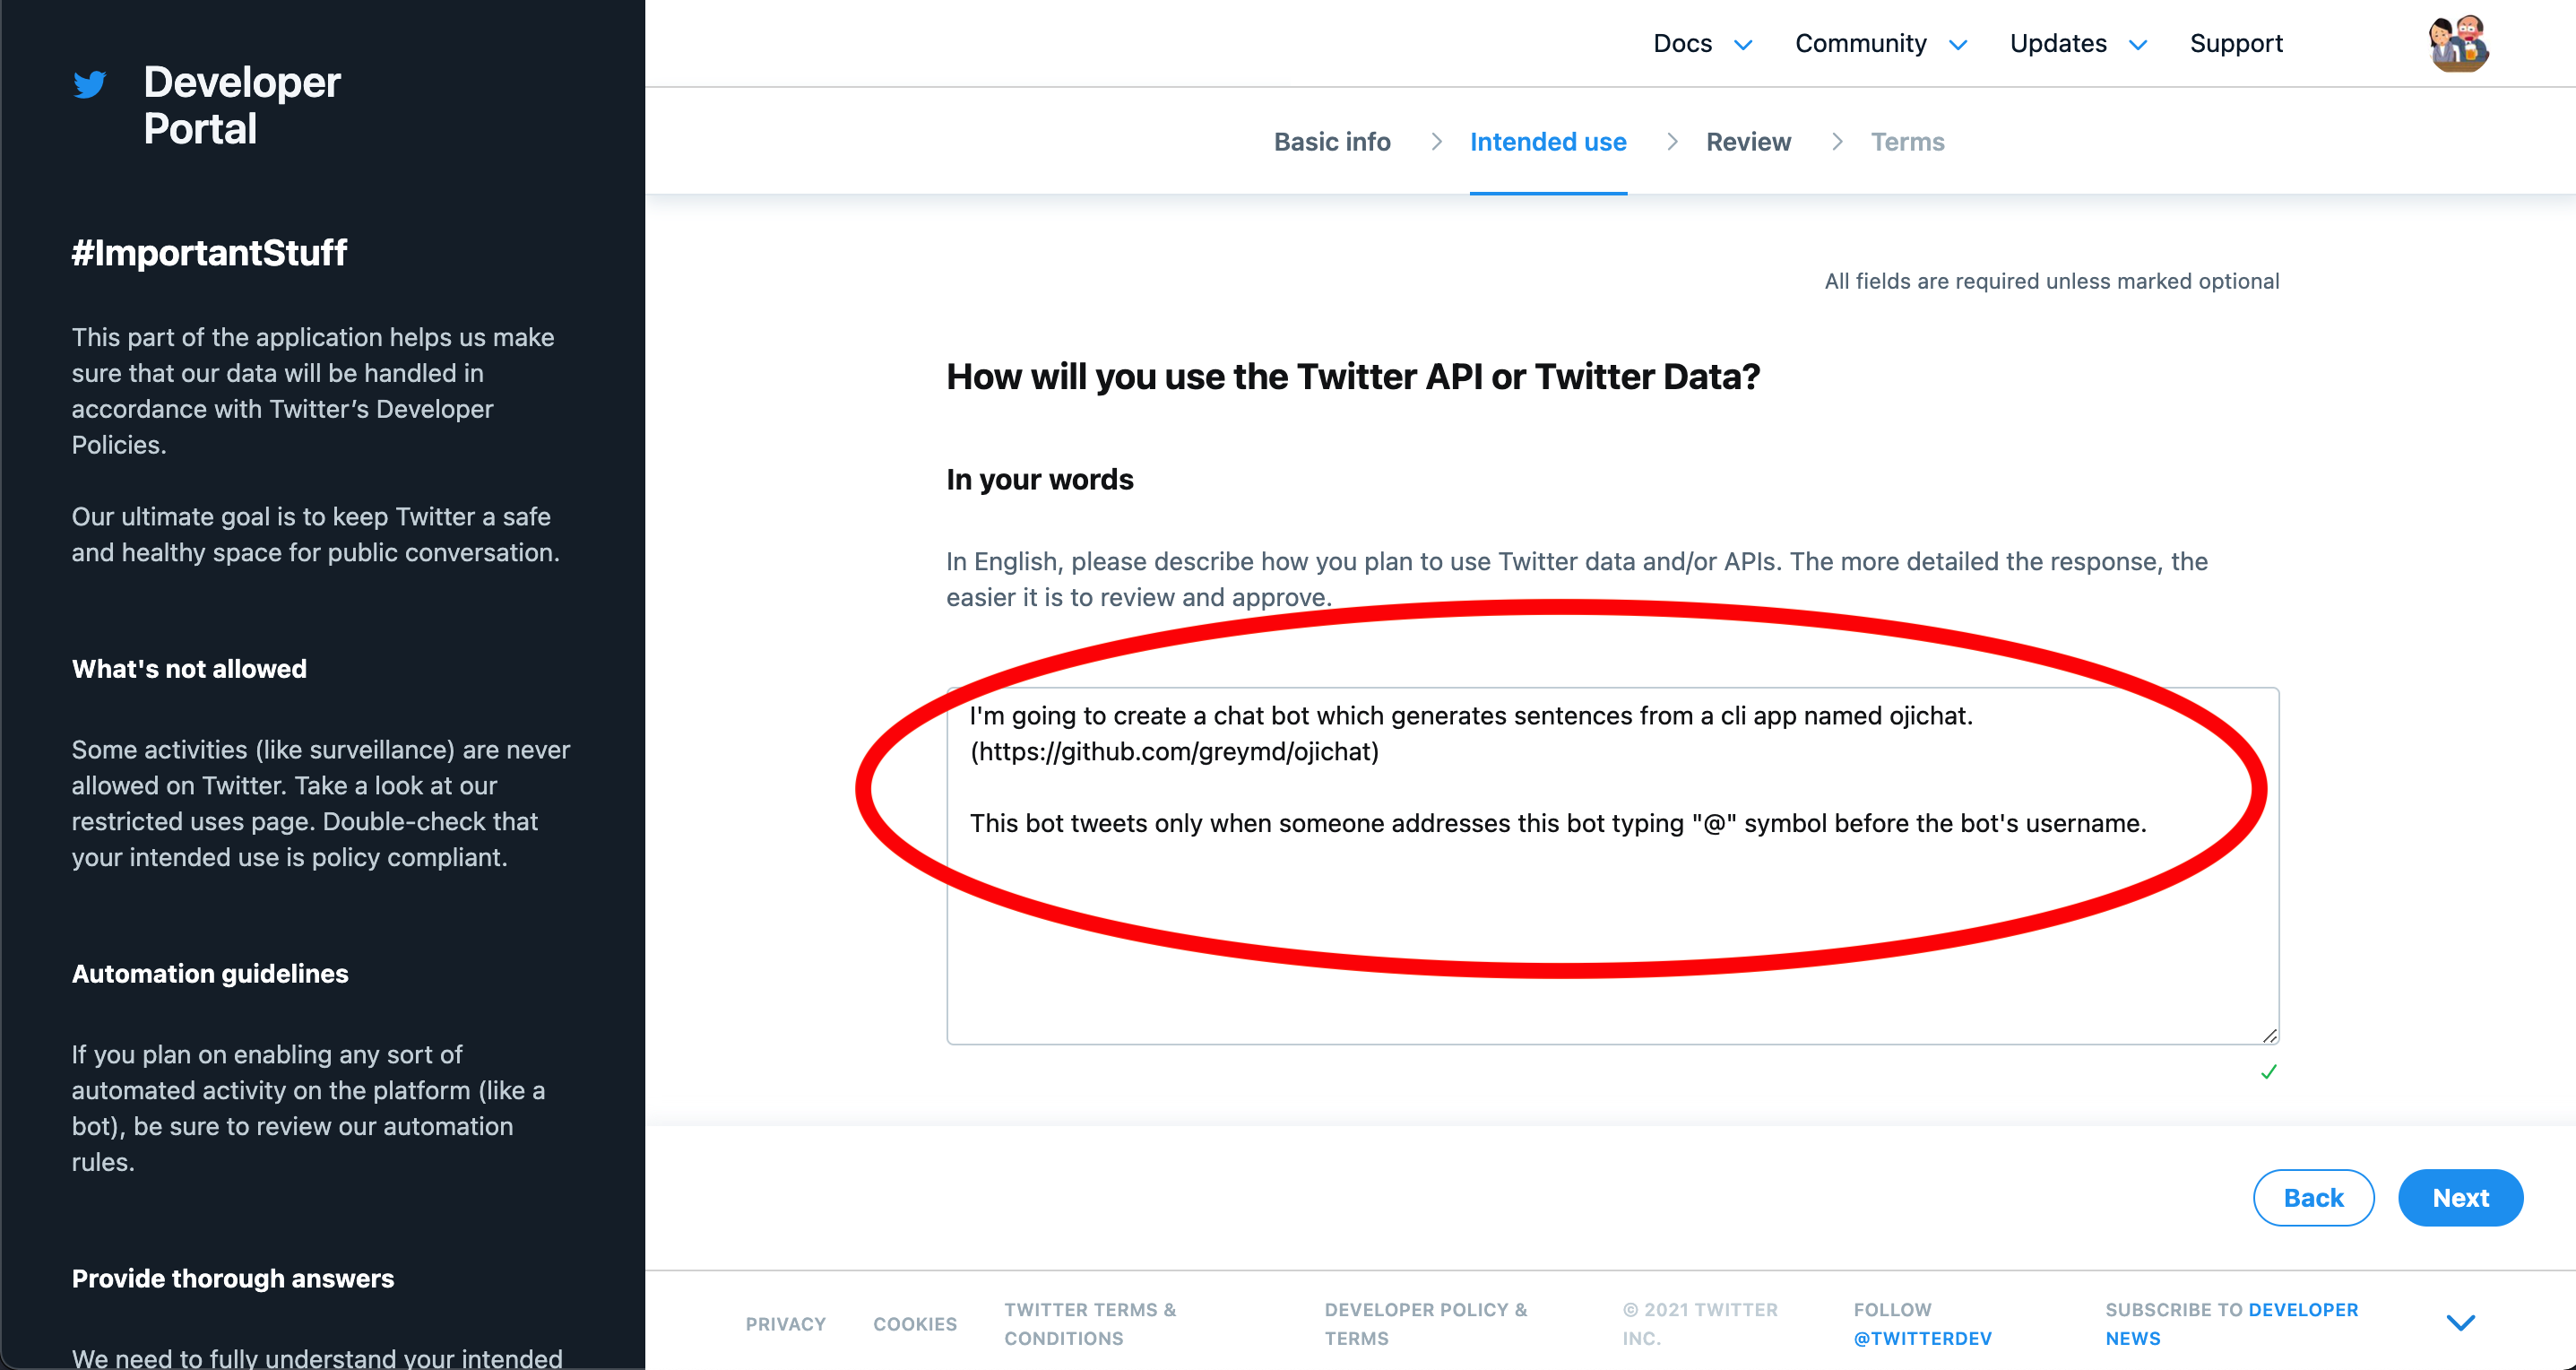 Developer
Portal
#ImportantStuff
This part of the application helps us make
sure that our data will be handled in
accordance with Twitter’s Developer
Policies.
Our ultimate goal is to keep Twitter a safe
and healthy space for public conversation.
What's not allowed
Some activities (like surveillance) are never
allowed on Twitter. Take a look at our
restricted uses page. Double-check that
your intended use is policy compliant.
Automation guidelines
If you plan on enabling any sort of
automated activity on the platform (like a
bot), be sure to review our automation
rules.
Provide thorough answers
We need to fully understand your intended
Docs Community Updates Support
Basic info Intended use Review Terms
All fields are required unless marked optional
How will you use the Twitter API or Twitter Data?
In your words
In English, please describe how you plan to use Twitter data and/or APIs. The more detailed the response, the
easier it is to review and approve.
I'm going to create a chat bot which generates sentences from a cli app named ojichat.
(https://github.com/greymd/ojichat)
This bot tweets only when someone addresses this bot typing "@" symbol before the bot's username.
Back Next
PRIVACY COOKIES TWITTER TERMS & CONDITIONS DEVELOPER POLICY & TERMS © 2021 TWITTER INC. FOLLOW @TWITTERDEV SUBSCRIBE TO DEVELOPER NEWS